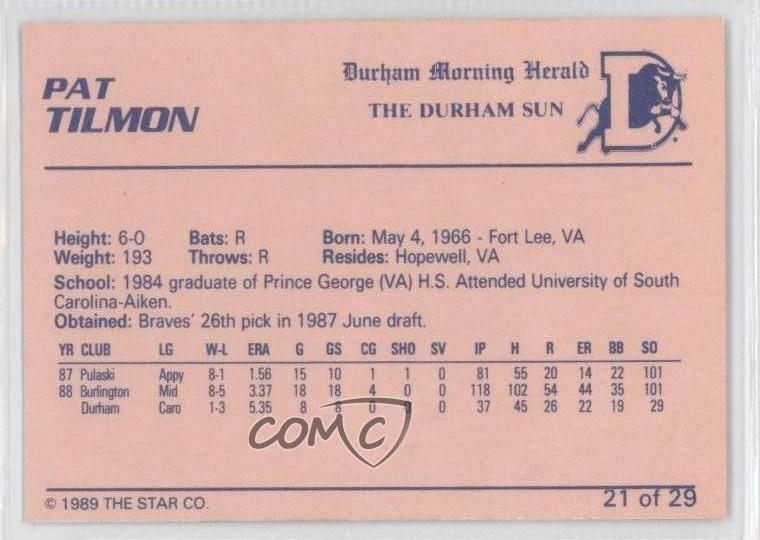 PAT
TILMON
Durham Morning Herald
THE DURHAM SUN
D
Height: 6-0 Bats: R Born: May 4, 1966 - Fort Lee, VA
Weight: 193 Throws: R Resides: Hopewell, VA
School: 1984 graduate of Prince George (VA) H.S. Attended University of South
Carolina-Aiken.
Obtained: Braves' 26th pick in 1987 June draft.
YR CLUB LG W-L ERA G GS CG SHO SV IP H R ER BB SO
87 Pulaski Appy 8-1 1.56 15 10 1 1 0 81 55 20 14 22 101
88 Burlington Mid 8-5 3.37 18 18 4 0 0 118 102 54 44 35 101
Durham Caro 1-3 5.35 8 8 0 0 0 37 45 26 22 19 29
COMC
© 1989 THE STAR CO.
21 of 29